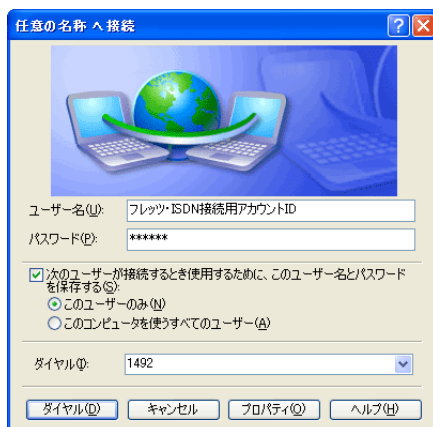 任意の名称 へ接続
ユーザー名(U): フレッツ・ISDN接続用アカウントID
パスワード(P): ******
次のユーザーが接続するとき使用するために、このユーザー名とパスワード
を保存する(S):
このユーザーのみ(N)
このコンピュータを使うすべてのユーザー(A)
ダイヤル(I): 1492
ダイヤル(D) キャンセル プロパティ(O) ヘルプ(H)